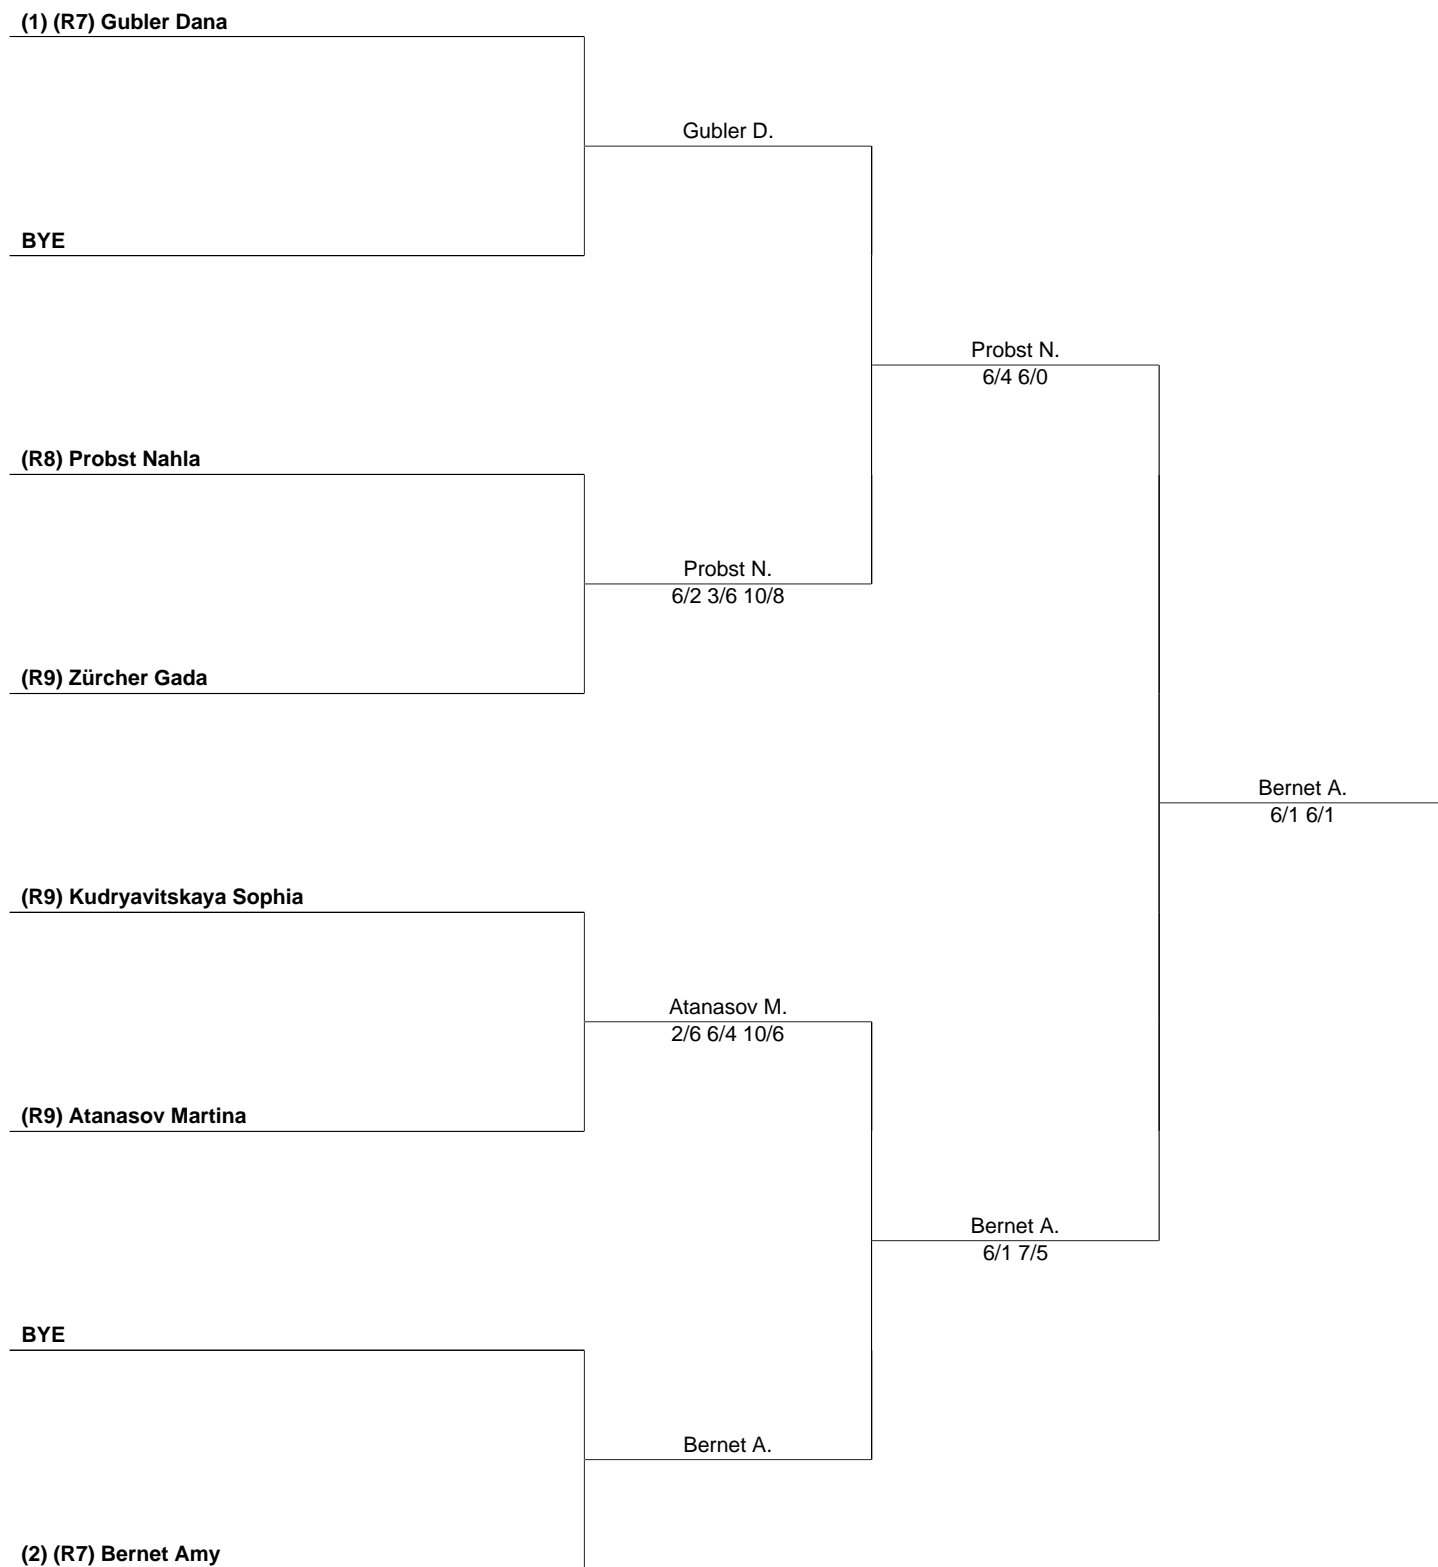 (1) (R7) Gubler Dana
Gubler D.
BYE
Probst N.
6/4 6/0
(R8) Probst Nahla
Probst N.
6/2 3/6 10/8
(R9) Zürcher Gada
Bernet A.
6/1 6/1
(R9) Kudryavitskaya Sophia
Atanasov M.
2/6 6/4 10/6
(R9) Atanasov Martina
Bernet A.
6/1 7/5
BYE
Bernet A.
(2) (R7) Bernet Amy